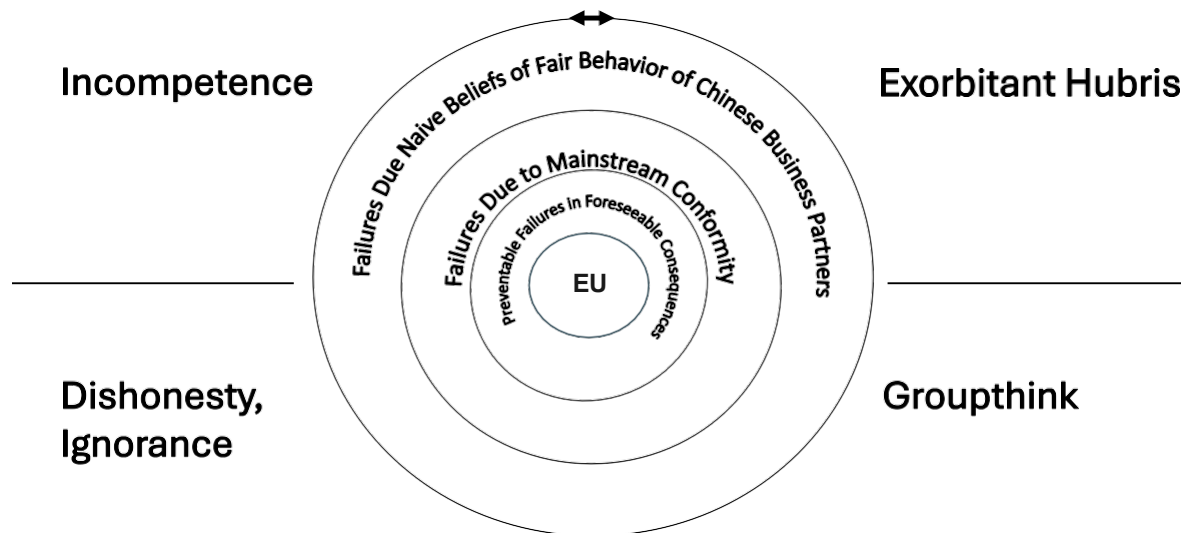 Incompetence
Exorbitant Hubris
Failures Due Naive Beliefs of Fair Behavior of Chinese Business Partners
Failures Due to Mainstream Conformity
Preventable Failures in Foreseeable Consequences
EU
Dishonesty,
Ignorance
Groupthink